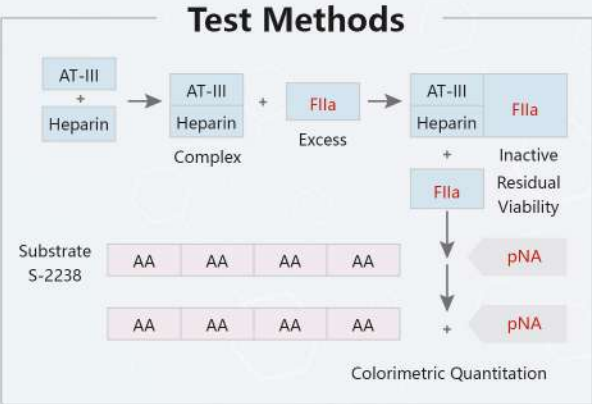 Test Methods
AT-III
+
Heparin
AT-III
Heparin
Complex
+
FIIa
Excess
AT-III
Heparin
FIIa
+
Inactive
FIIa
Residual
Viability
Substrate
S-2238
AA AA AA AA
pNA
AA AA AA AA
+
pNA
Colorimetric Quantitation